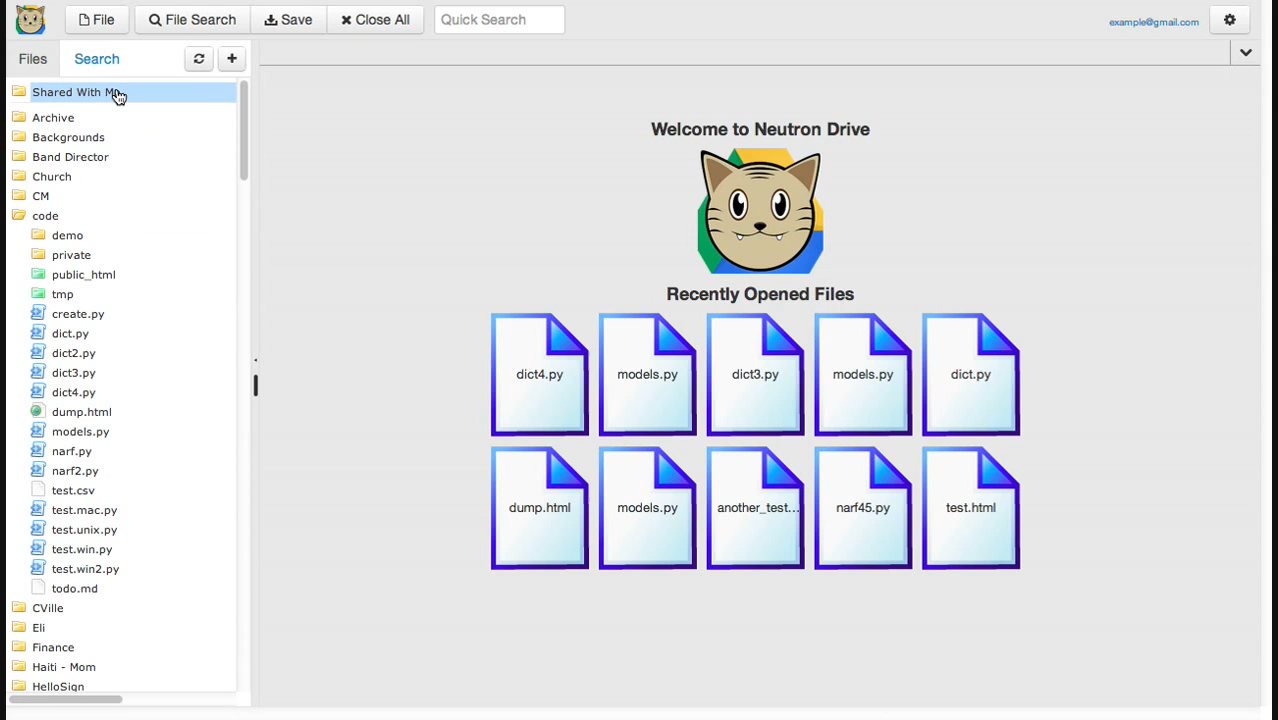 File
File Search
Save
Close All
Quick Search
example@gmail.com
Files
Search
Shared With
Archive
Backgrounds
Band Director
Church
CM
code
demo
private
public_html
tmp
create.py
dict.py
dict2.py
dict3.py
dict4.py
dump.html
models.py
narf.py
narf2.py
test.csv
test.mac.py
test.unix.py
test.win.py
test.win2.py
todo.md
CVille
Eli
Finance
Haiti - Mom
HelloSign
Welcome to Neutron Drive
Recently Opened Files
dict4.py
models.py
dict3.py
models.py
dict.py
dump.html
models.py
another_test...
narf45.py
test.html